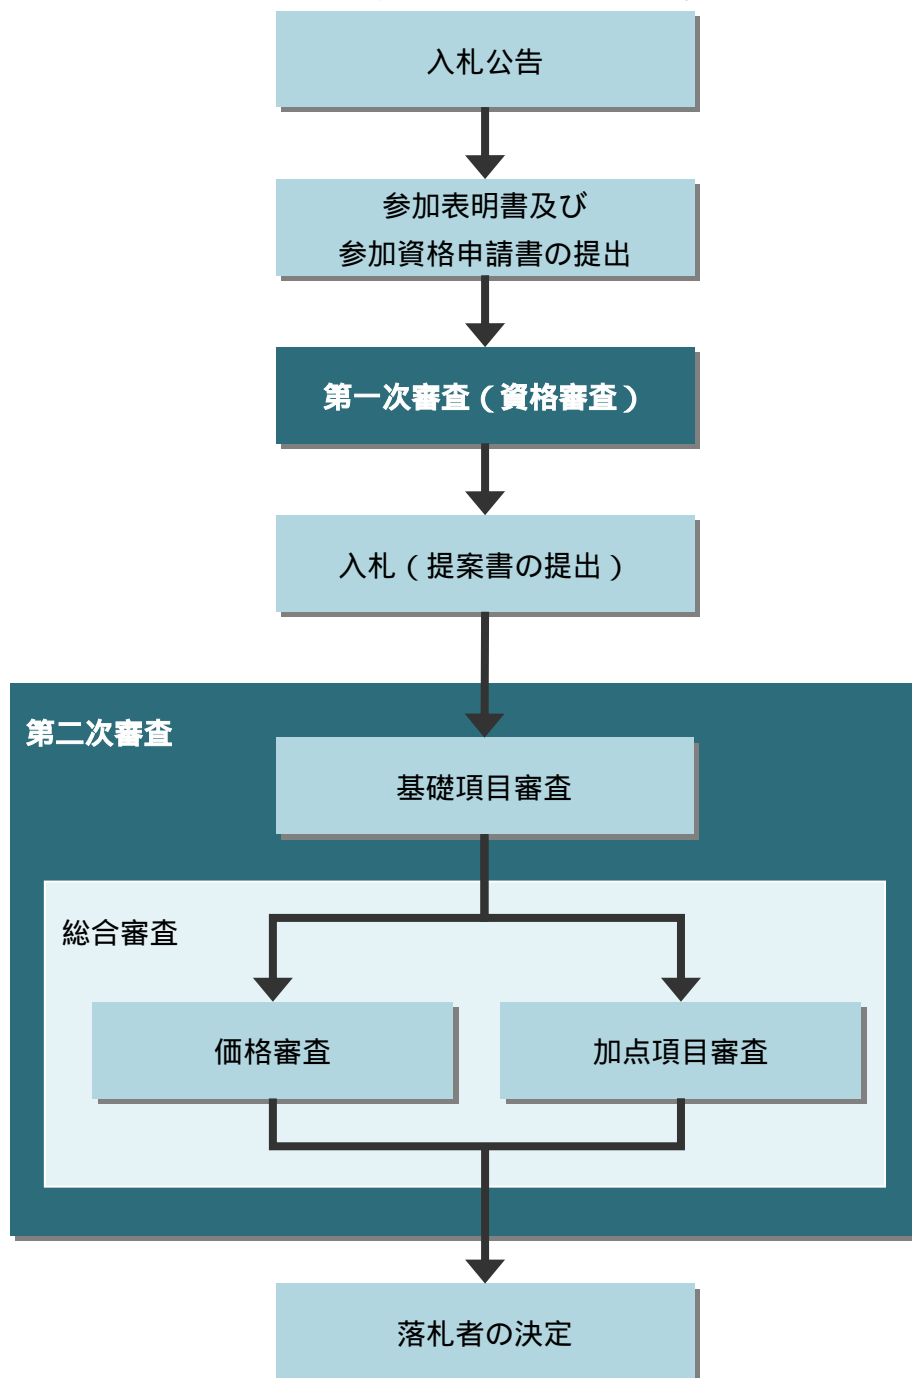 入札公告
参加表明書及び
参加資格申請書の提出
第一次審査（資格審査）
入札（提案書の提出）
第二次審査
基礎項目審査
総合審査
価格審査
加点項目審査
落札者の決定